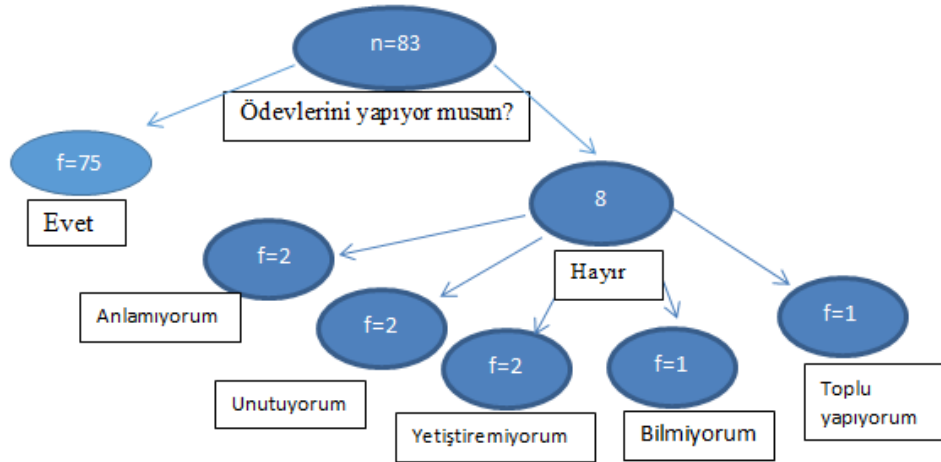 n=83
Ödevlerini yapıyor musun?
f=75
Evet
8
Hayır
f=2
Anlamıyorum
f=2
Unutuyorum
f=2
Yetiştiremiyorum
f=1
Bilmiyorum
f=1
Toplu
yapıyorum